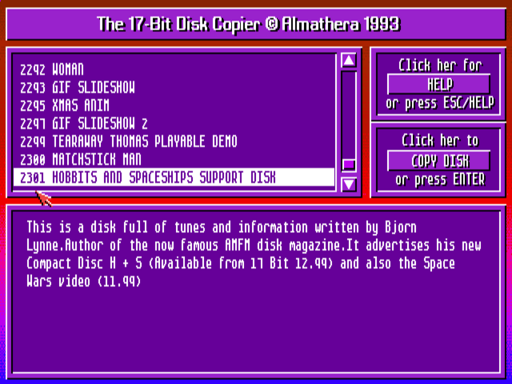 The 17-Bit Disk Copier © Almathera 1993
2292 WOMAN
2293 GIF SLIDESHOW
2295 XMAS ANIM
2297 GIF SLIDESHOW 2
2299 TEARAWAY THOMAS PLAYABLE DEMO
2300 MATCHSTICK MAN
2301 HOBBITS AND SPACESHIPS SUPPORT DISK
Click her for
HELP
or press ESC/HELP
Click her to
COPY DISK
or press ENTER
This is a disk full of tunes and information written by Bjorn
Lynne.Author of the now famous AMFM disk magazine.It advertises his new
Compact Disc H + S (Available from 17 Bit 12.99) and also the Space
Wars video (11.99)